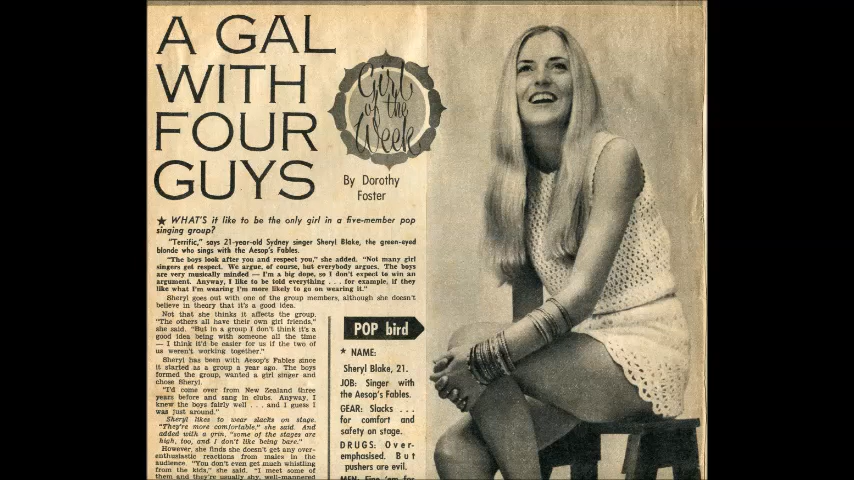 A GAL
WITH
FOUR
GUYS
Girl
of the
Week
By Dorothy
Foster
★ WHAT'S it like to be the only girl in a five-member pop
singing group?
"Terrific," says 21-year-old Sydney singer Sheryl Blake, the green-eyed
blonde who sings with the Aesop's Fables.
"The boys look after you and respect you," she added. "Not many girl
singers get respect. We argue, of course, but everybody argues. The boys
are very musically minded — I'm a big dope, so I don't expect to win an
argument. Anyway, I like to be told everything . . . for example, if they
like what I'm wearing I'm more likely to go on wearing it."
Sheryl goes out with one of the group members, although she doesn't
believe in theory that it's a good idea.
Not that she thinks it affects the group.
"The others all have their own girl friends,"
she said. "But in a group I don't think it's a
good idea being with someone all the time
— I think it'd be easier for us if the two of
us weren't working together."
Sheryl has been with Aesop's Fables since
it started as a group a year ago. The boys
formed the group, wanted a girl singer and
chose Sheryl.
"I'd come over from New Zealand three
years before and sang in clubs. Anyway, I
knew the boys fairly well . . . and I guess I
was just around."
Sheryl likes to wear slacks on stage.
"They're more comfortable," she said. And
added with a grin, "some of the stages are
high, too, and I don't like being bare."
However, she finds she doesn't get any over-
enthusiastic reactions from males in the
audience. "You don't even get much whistling
from the kids," she said. "I meet some of
them and they're usually shy, well-mannered
POP bird
★ NAME:
Sheryl Blake, 21.
JOB: Singer with
the Aesop's Fables.
GEAR: Slacks . . .
for comfort and
safety on stage.
DRUGS: Over-
emphasised. But
pushers are evil.
MEN: Fine 'em for